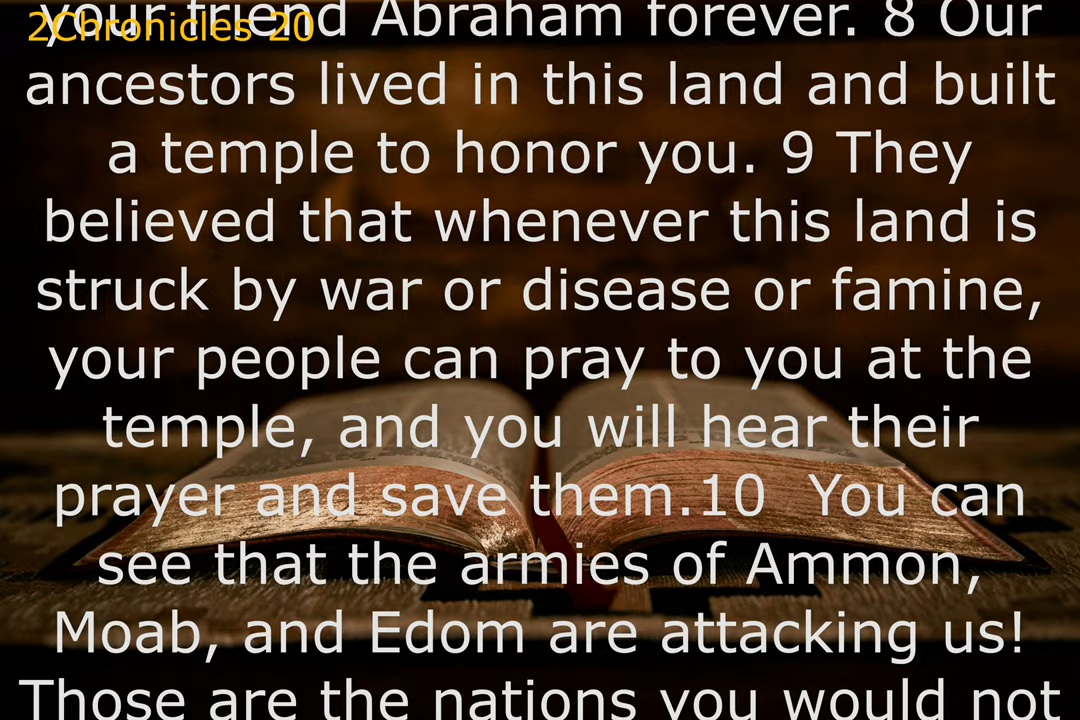 your friend Abraham forever. 8 Our
2Chronicles 20
ancestors lived in this land and built
a temple to honor you. 9 They
believed that whenever this land is
struck by war or disease or famine,
your people can pray to you at the
temple, and you will hear their
prayer and save them.10  You can
see that the armies of Ammon,
Moab, and Edom are attacking us!
Those are the nations you would not